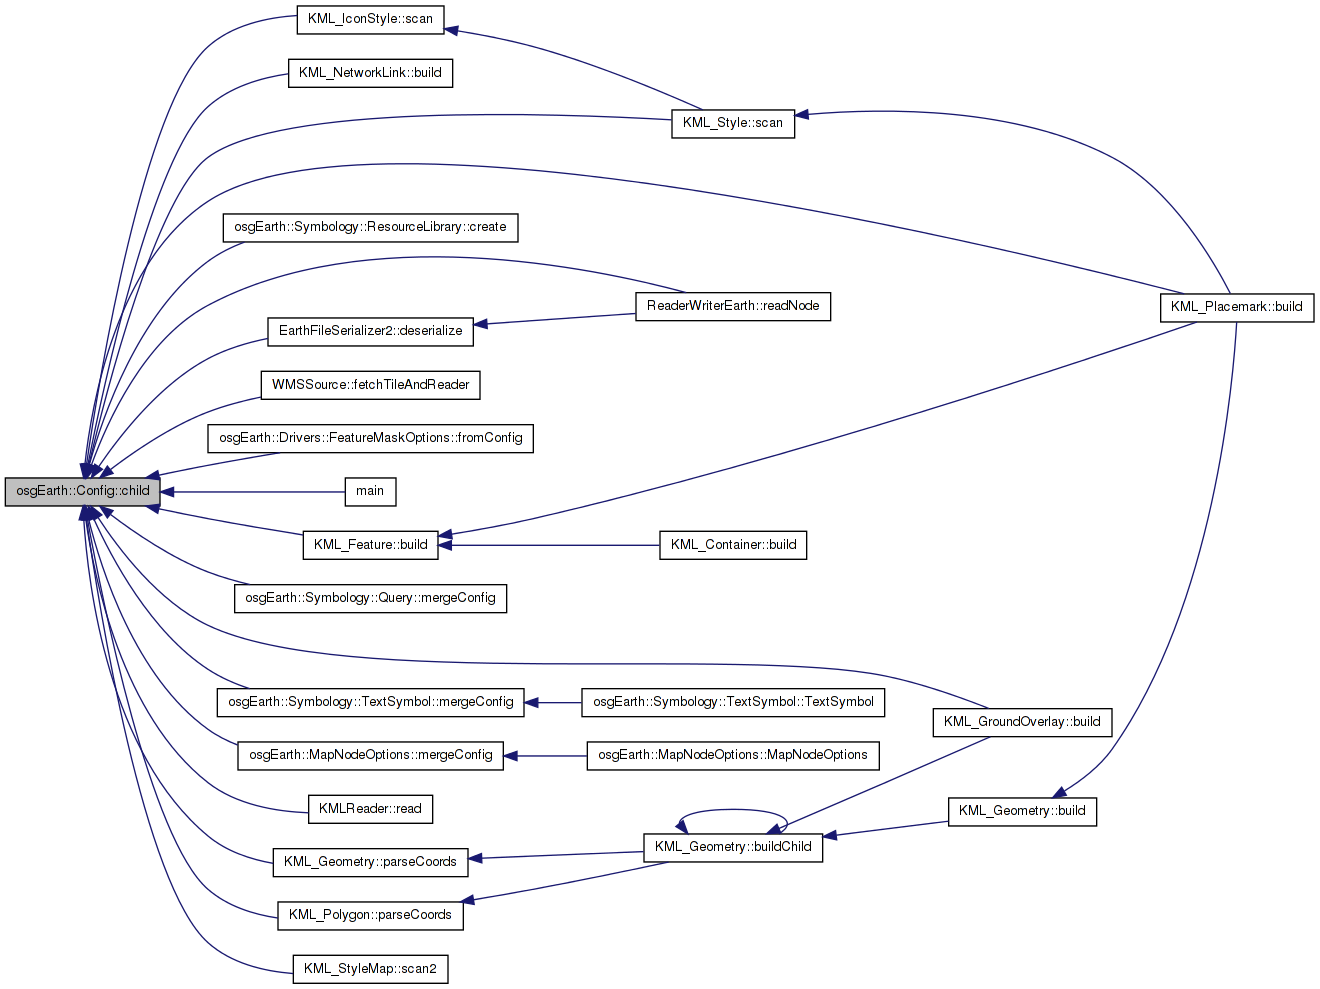 KML_IconStyle::scan
KML_NetworkLink::build
KML_Style::scan
osgEarth::Symbology::ResourceLibrary::create
ReaderWriterEarth::readNode
KML_Placemark::build
EarthFileSerializer2::deserialize
WMSSource::fetchTileAndReader
osgEarth::Drivers::FeatureMaskOptions::fromConfig
osgEarth::Config::child
main
KML_Feature::build
KML_Container::build
osgEarth::Symbology::Query::mergeConfig
osgEarth::Symbology::TextSymbol::mergeConfig
osgEarth::Symbology::TextSymbol::TextSymbol
KML_GroundOverlay::build
osgEarth::MapNodeOptions::mergeConfig
osgEarth::MapNodeOptions::MapNodeOptions
KMLReader::read
KML_Geometry::build
KML_Geometry::buildChild
KML_Geometry::parseCoords
KML_Polygon::parseCoords
KML_StyleMap::scan2